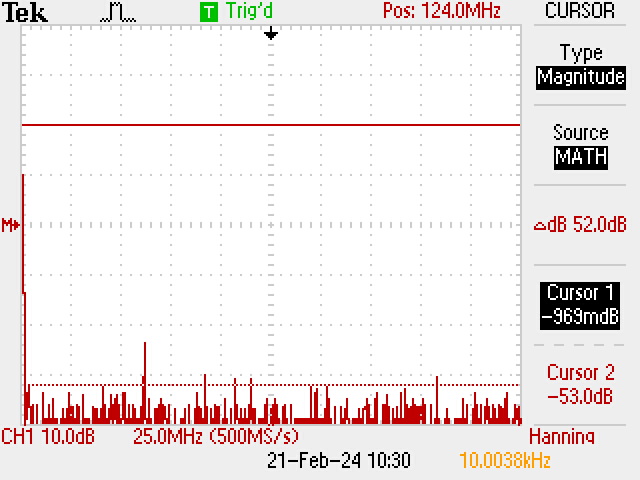 Tek T Trig'd Pos: 124.0MHz CURSOR
Type
Magnitude
Source
MATH
M
△dB 52.0dB
Cursor 1
-969mdB
Cursor 2
-53.0dB
CH1 10.0dB 25.0MHz (500MS/s) Hanning
21-Feb-24 10:30 10.0038kHz